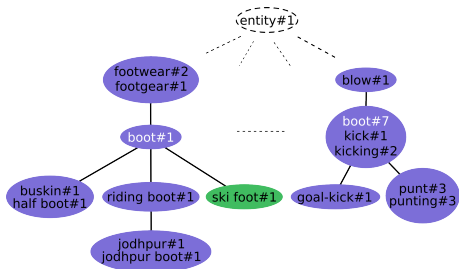 entity#1
footwear#2
footgear#1
blow#1
boot#1
boot#7
kick#1
kicking#2
buskin#1
half boot#1
riding boot#1
ski foot#1
goal-kick#1
punt#3
punting#3
jodhpur#1
jodhpur boot#1